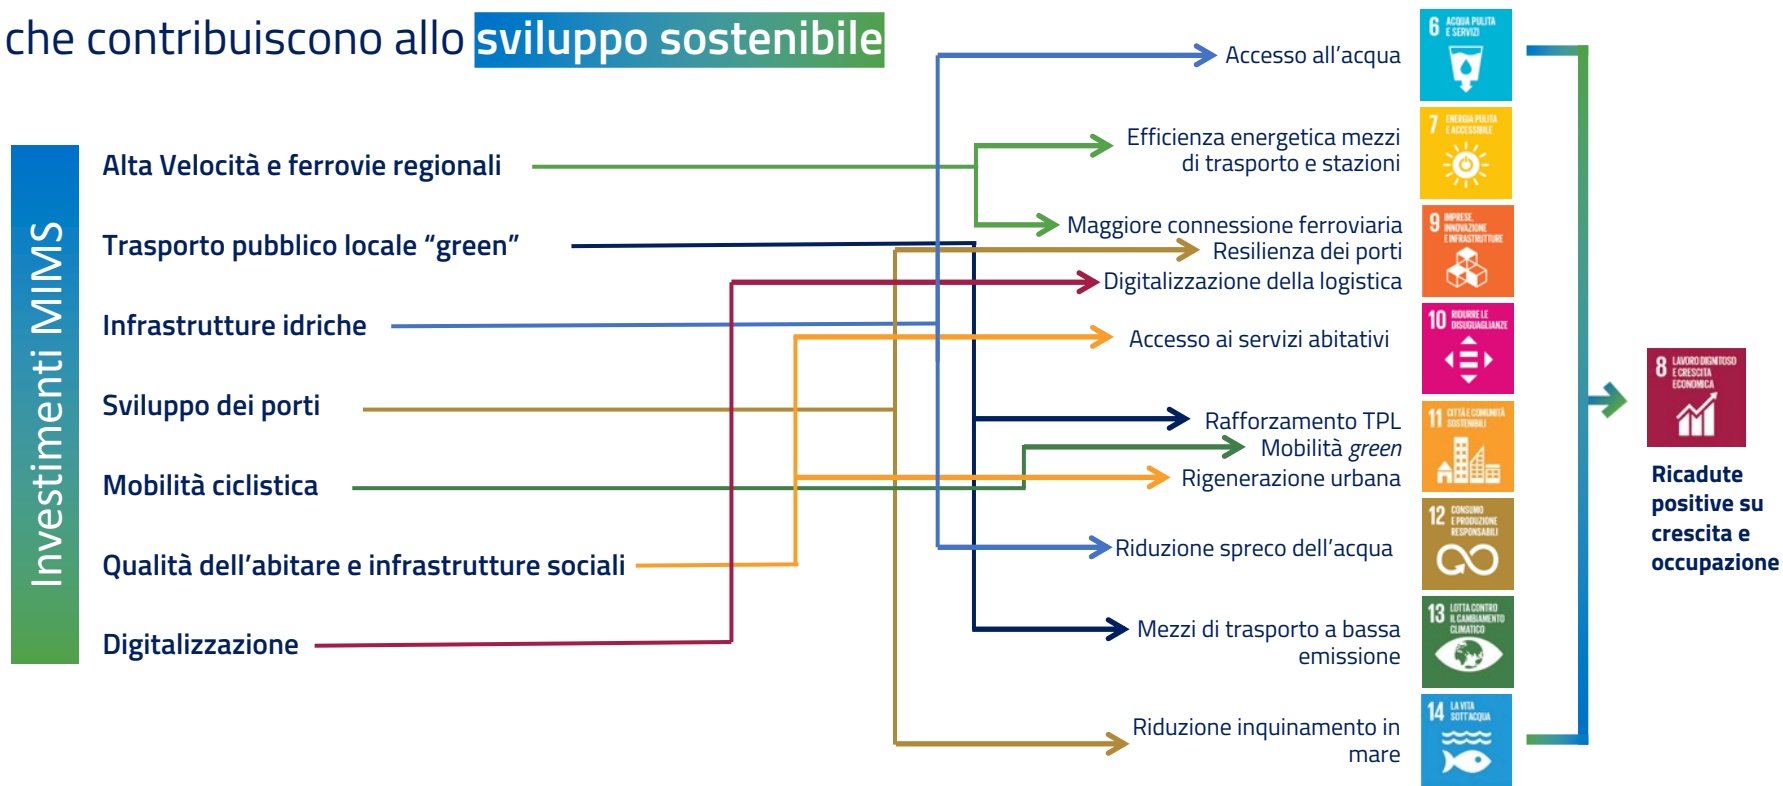 che contribuiscono allo sviluppo sostenibile
Investimenti MIMS
Alta Velocità e ferrovie regionali
Trasporto pubblico locale “green”
Infrastrutture idriche
Sviluppo dei porti
Mobilità ciclistica
Qualità dell’abitare e infrastrutture sociali
Digitalizzazione
Accesso all’acqua
Efficienza energetica mezzi
di trasporto e stazioni
Maggiore connessione ferroviaria
Resilienza dei porti
Digitalizzazione della logistica
Accesso ai servizi abitativi
Rafforzamento TPL
Mobilità green
Rigenerazione urbana
Riduzione spreco dell’acqua
Mezzi di trasporto a bassa
emissione
Riduzione inquinamento in
mare
6 ACQUA PULITA
E SERVIZI
7 ENERGIA PULITA
E ACCESSIBILE
9 IMPRESE,
INNOVAZIONE
E INFRASTRUTTURE
10 RIDURRE LE
DISUGUAGLIANZE
11 CITTÀ E COMUNITÀ
SOSTENIBILI
12 CONSUMO
E PRODUZIONE
RESPONSABILI
13 LOTTA CONTRO
IL CAMBIAMENTO
CLIMATICO
14 LA VITA
SOTT'ACQUA
8 LAVORO DIGNITOSO
E CRESCITA
ECONOMICA
Ricadute
positive su
crescita e
occupazione